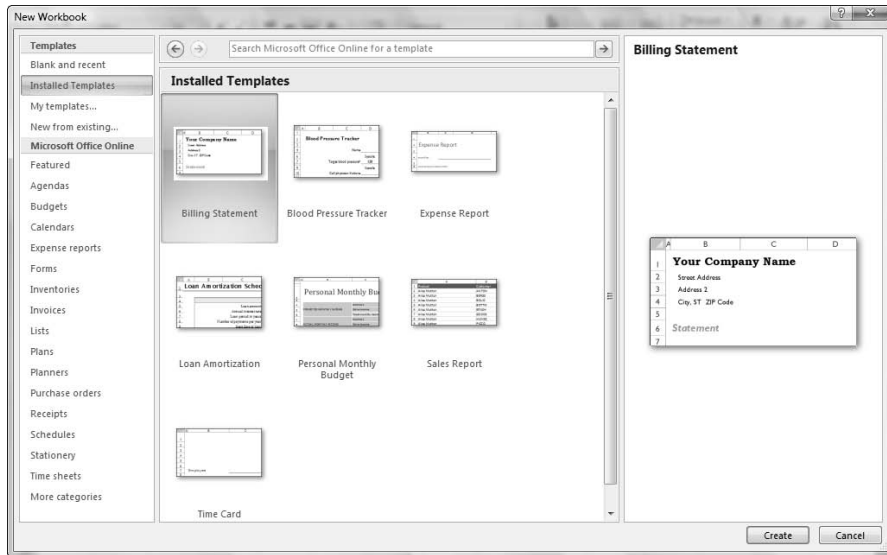 New Workbook
Templates
Blank and recent
Installed Templates
My templates...
New from existing...
Microsoft Office Online
Featured
Agendas
Budgets
Calendars
Expense reports
Forms
Inventories
Invoices
Lists
Plans
Planners
Purchase orders
Receipts
Schedules
Stationery
Time sheets
More categories
Search Microsoft Office Online for a template
Installed Templates
Your Company Name
Blood Pressure Tracker
Expense Report
Billing Statement
Blood Pressure Tracker
Expense Report
Loan Amortization Sched
Personal Monthly Bud
Loan Amortization
Personal Monthly
Budget
Sales Report
Time Card
Billing Statement
A B C D
1 Your Company Name
2 Street Address
3 Address 2
4 City, ST ZIP Code
5
6 Statement
7
Create
Cancel